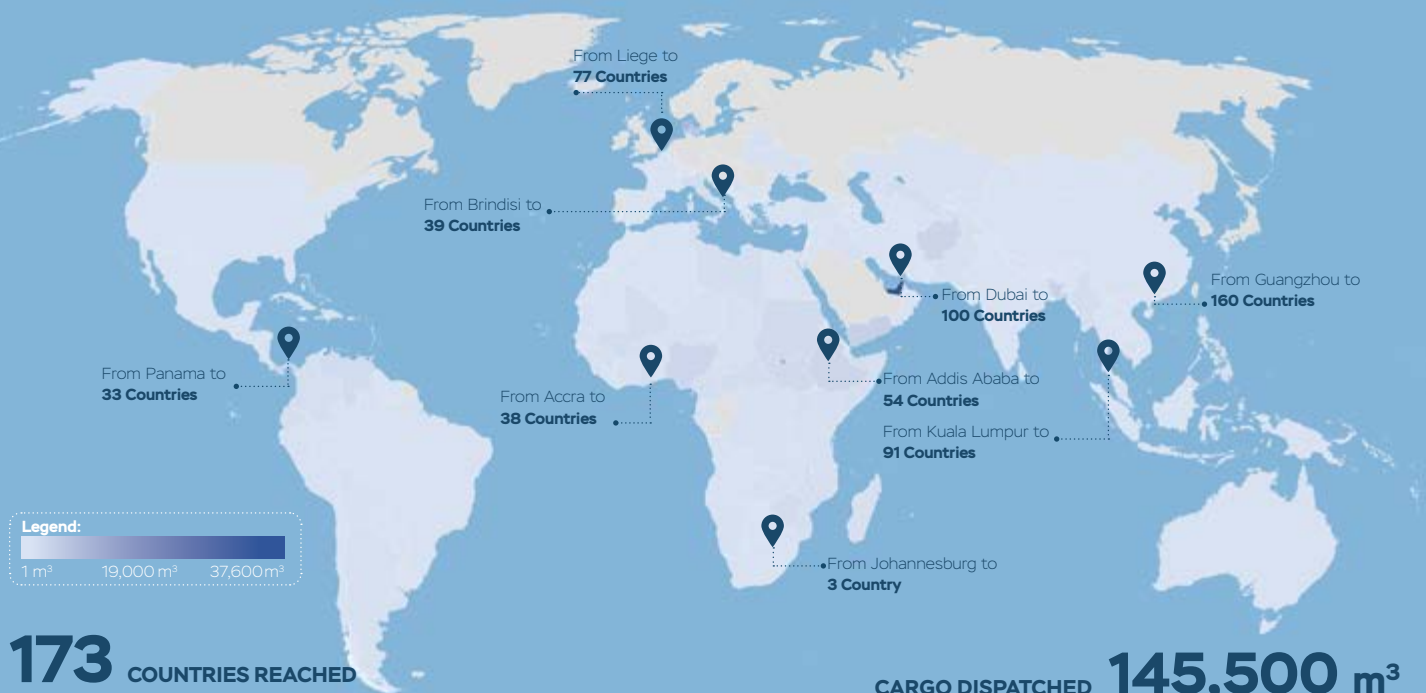 From Liege to
77 Countries
From Brindisi to
39 Countries
From Dubai to
100 Countries
From Guangzhou to
160 Countries
From Panama to
33 Countries
From Accra to
38 Countries
From Addis Ababa to
54 Countries
From Kuala Lumpur to
91 Countries
From Johannesburg to
3 Country
Legend:
1 m³ 19,000 m³ 37,600 m³
173 COUNTRIES REACHED
CARGO DISPATCHED 145,500 m³